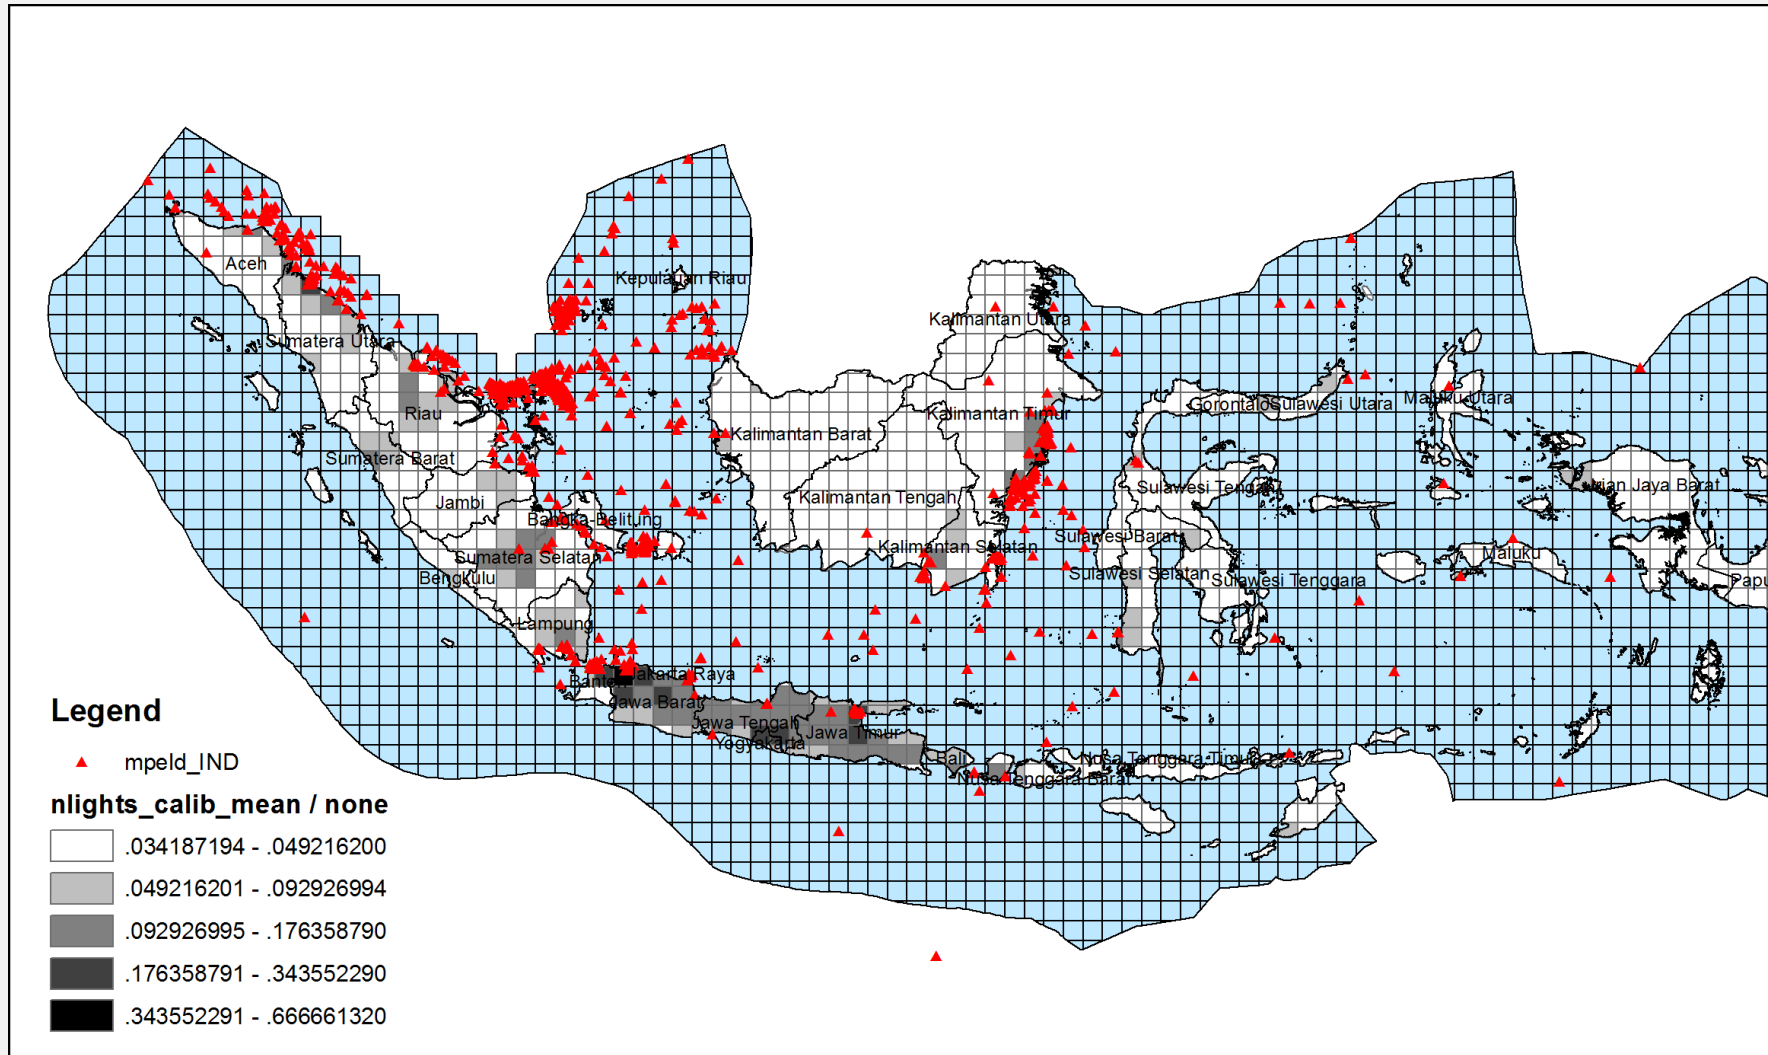 Aceh
Kepulauan Riau
Kalimantan Utara
Sumatera Utara
Gorontalo
Sulawesi Utara
Maluku Utara
Riau
Kalimantan Timur
Kalimantan Barat
Sumatera Barat
Irian Jaya Barat
Sulawesi Tengah
Kalimantan Tengah
Jambi
Bangka-Belitung
Sulawesi Barat
Kalimantan Selatan
Sumatera Selatan
Maluku
Bengkulu
Sulawesi Selatan
Sulawesi Tenggara
Papu
Lampung
Jakarta Raya
Banten
Jawa Barat
Jawa Tengah
Jawa Timur
Yogyakarta
Bali
Nusa Tenggara Timur
Nusa Tenggara Barat
Legend
mpeld_IND
nlights_calib_mean / none
.034187194 - .049216200
.049216201 - .092926994
.092926995 - .176358790
.176358791 - .343552290
.343552291 - .666661320